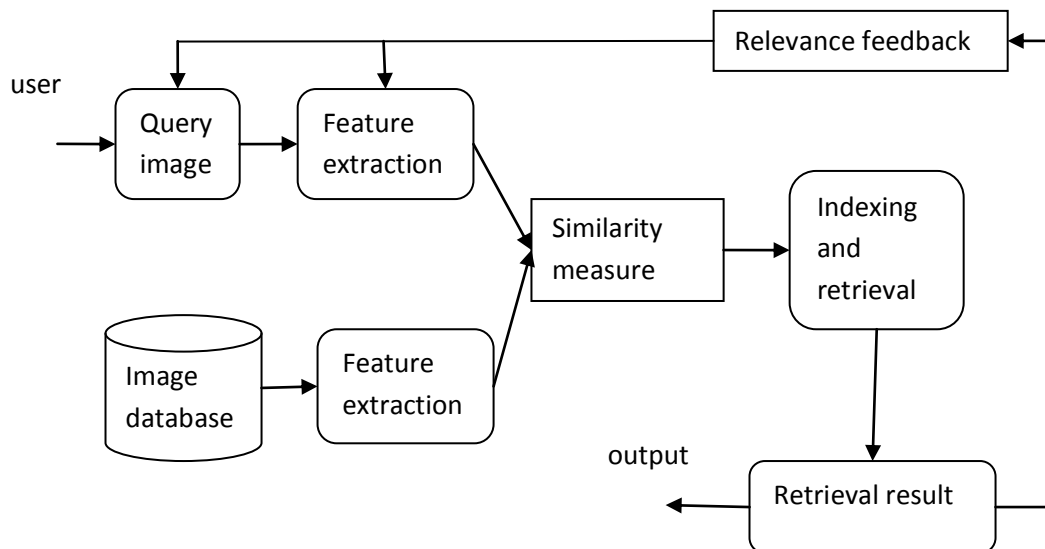 Relevance feedback
user
Query
image
Feature
extraction
Similarity
measure
Indexing
and
retrieval
Image
database
Feature
extraction
output
Retrieval result